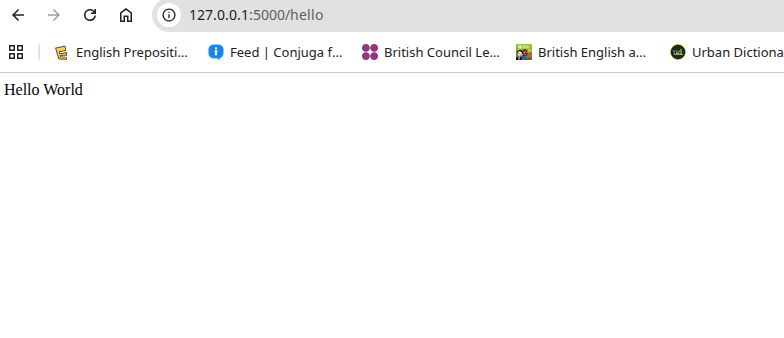 127.0.0.1:5000/hello
English Prepositi... Feed | Conjuga f... British Council Le... British English a... Urban Dictiona
Hello World